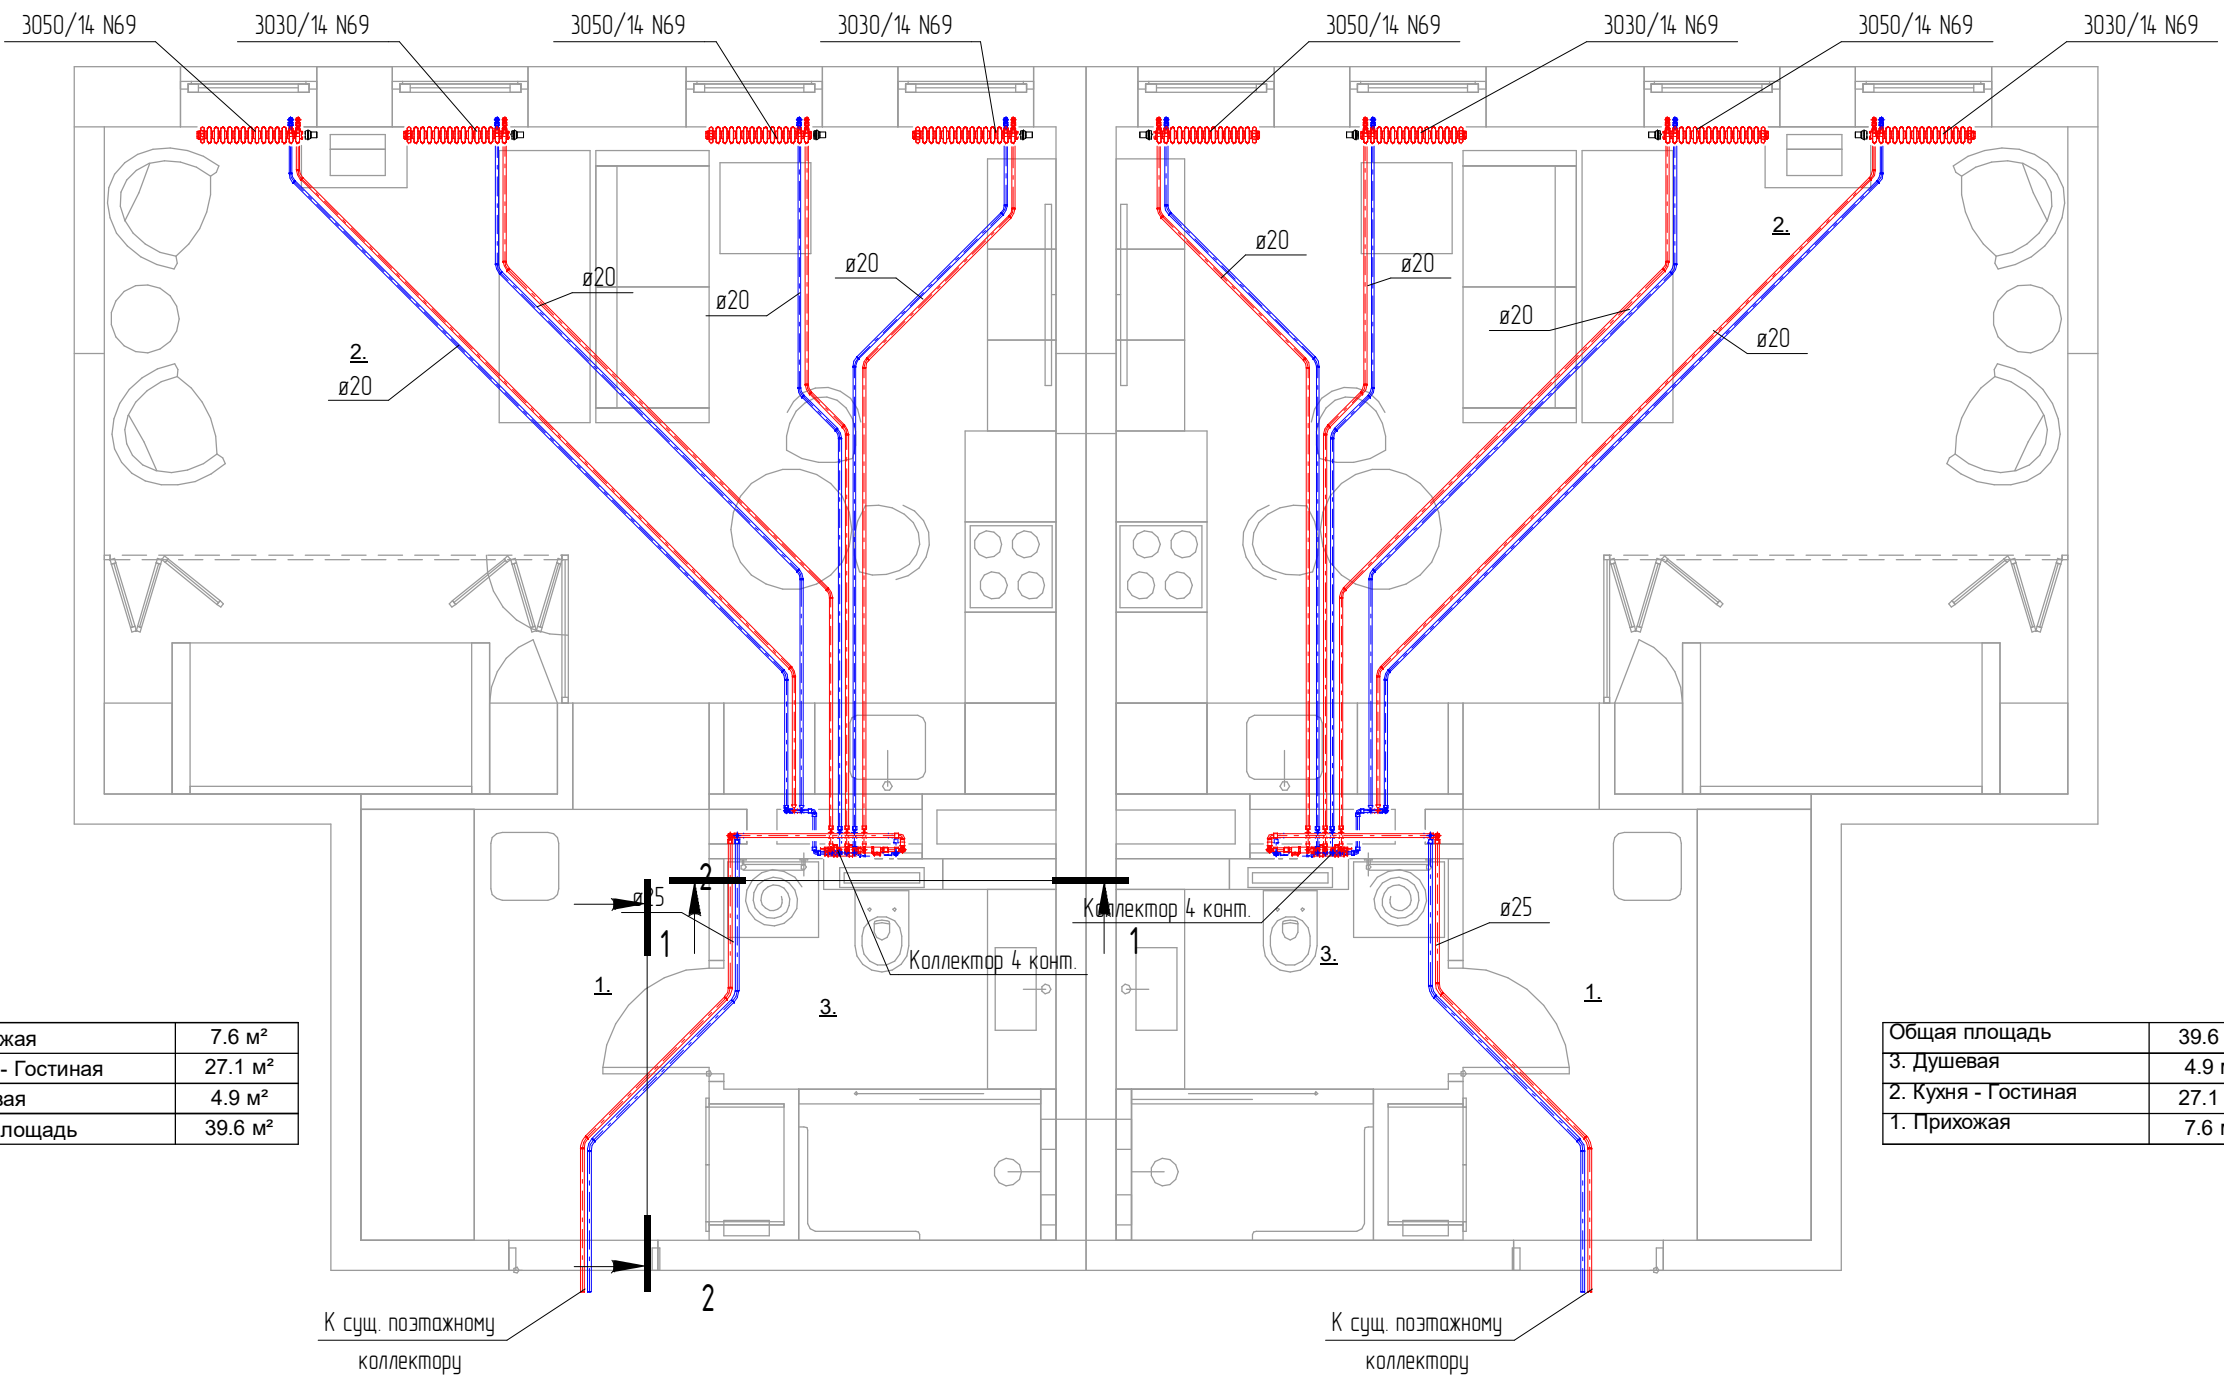 3050/14 N69
3030/14 N69
3050/14 N69
3030/14 N69
3050/14 N69
3030/14 N69
3050/14 N69
3030/14 N69
2.
ø20
ø20
ø20
ø20
ø20
ø20
ø20
ø20
2.
2
ø25
1
Коллектор 4 конт.
1
ø25
Коллектор 4 конт.
3.
1.
3.
1.
жая 7.6 м²
- Гостиная 27.1 м²
вая 4.9 м²
лощадь 39.6 м²
Общая площадь 39.6
3. Душевая 4.9 м
2. Кухня - Гостиная 27.1
1. Прихожая 7.6 м
2
К сущ. поэтажному
коллектору
К сущ. поэтажному
коллектору